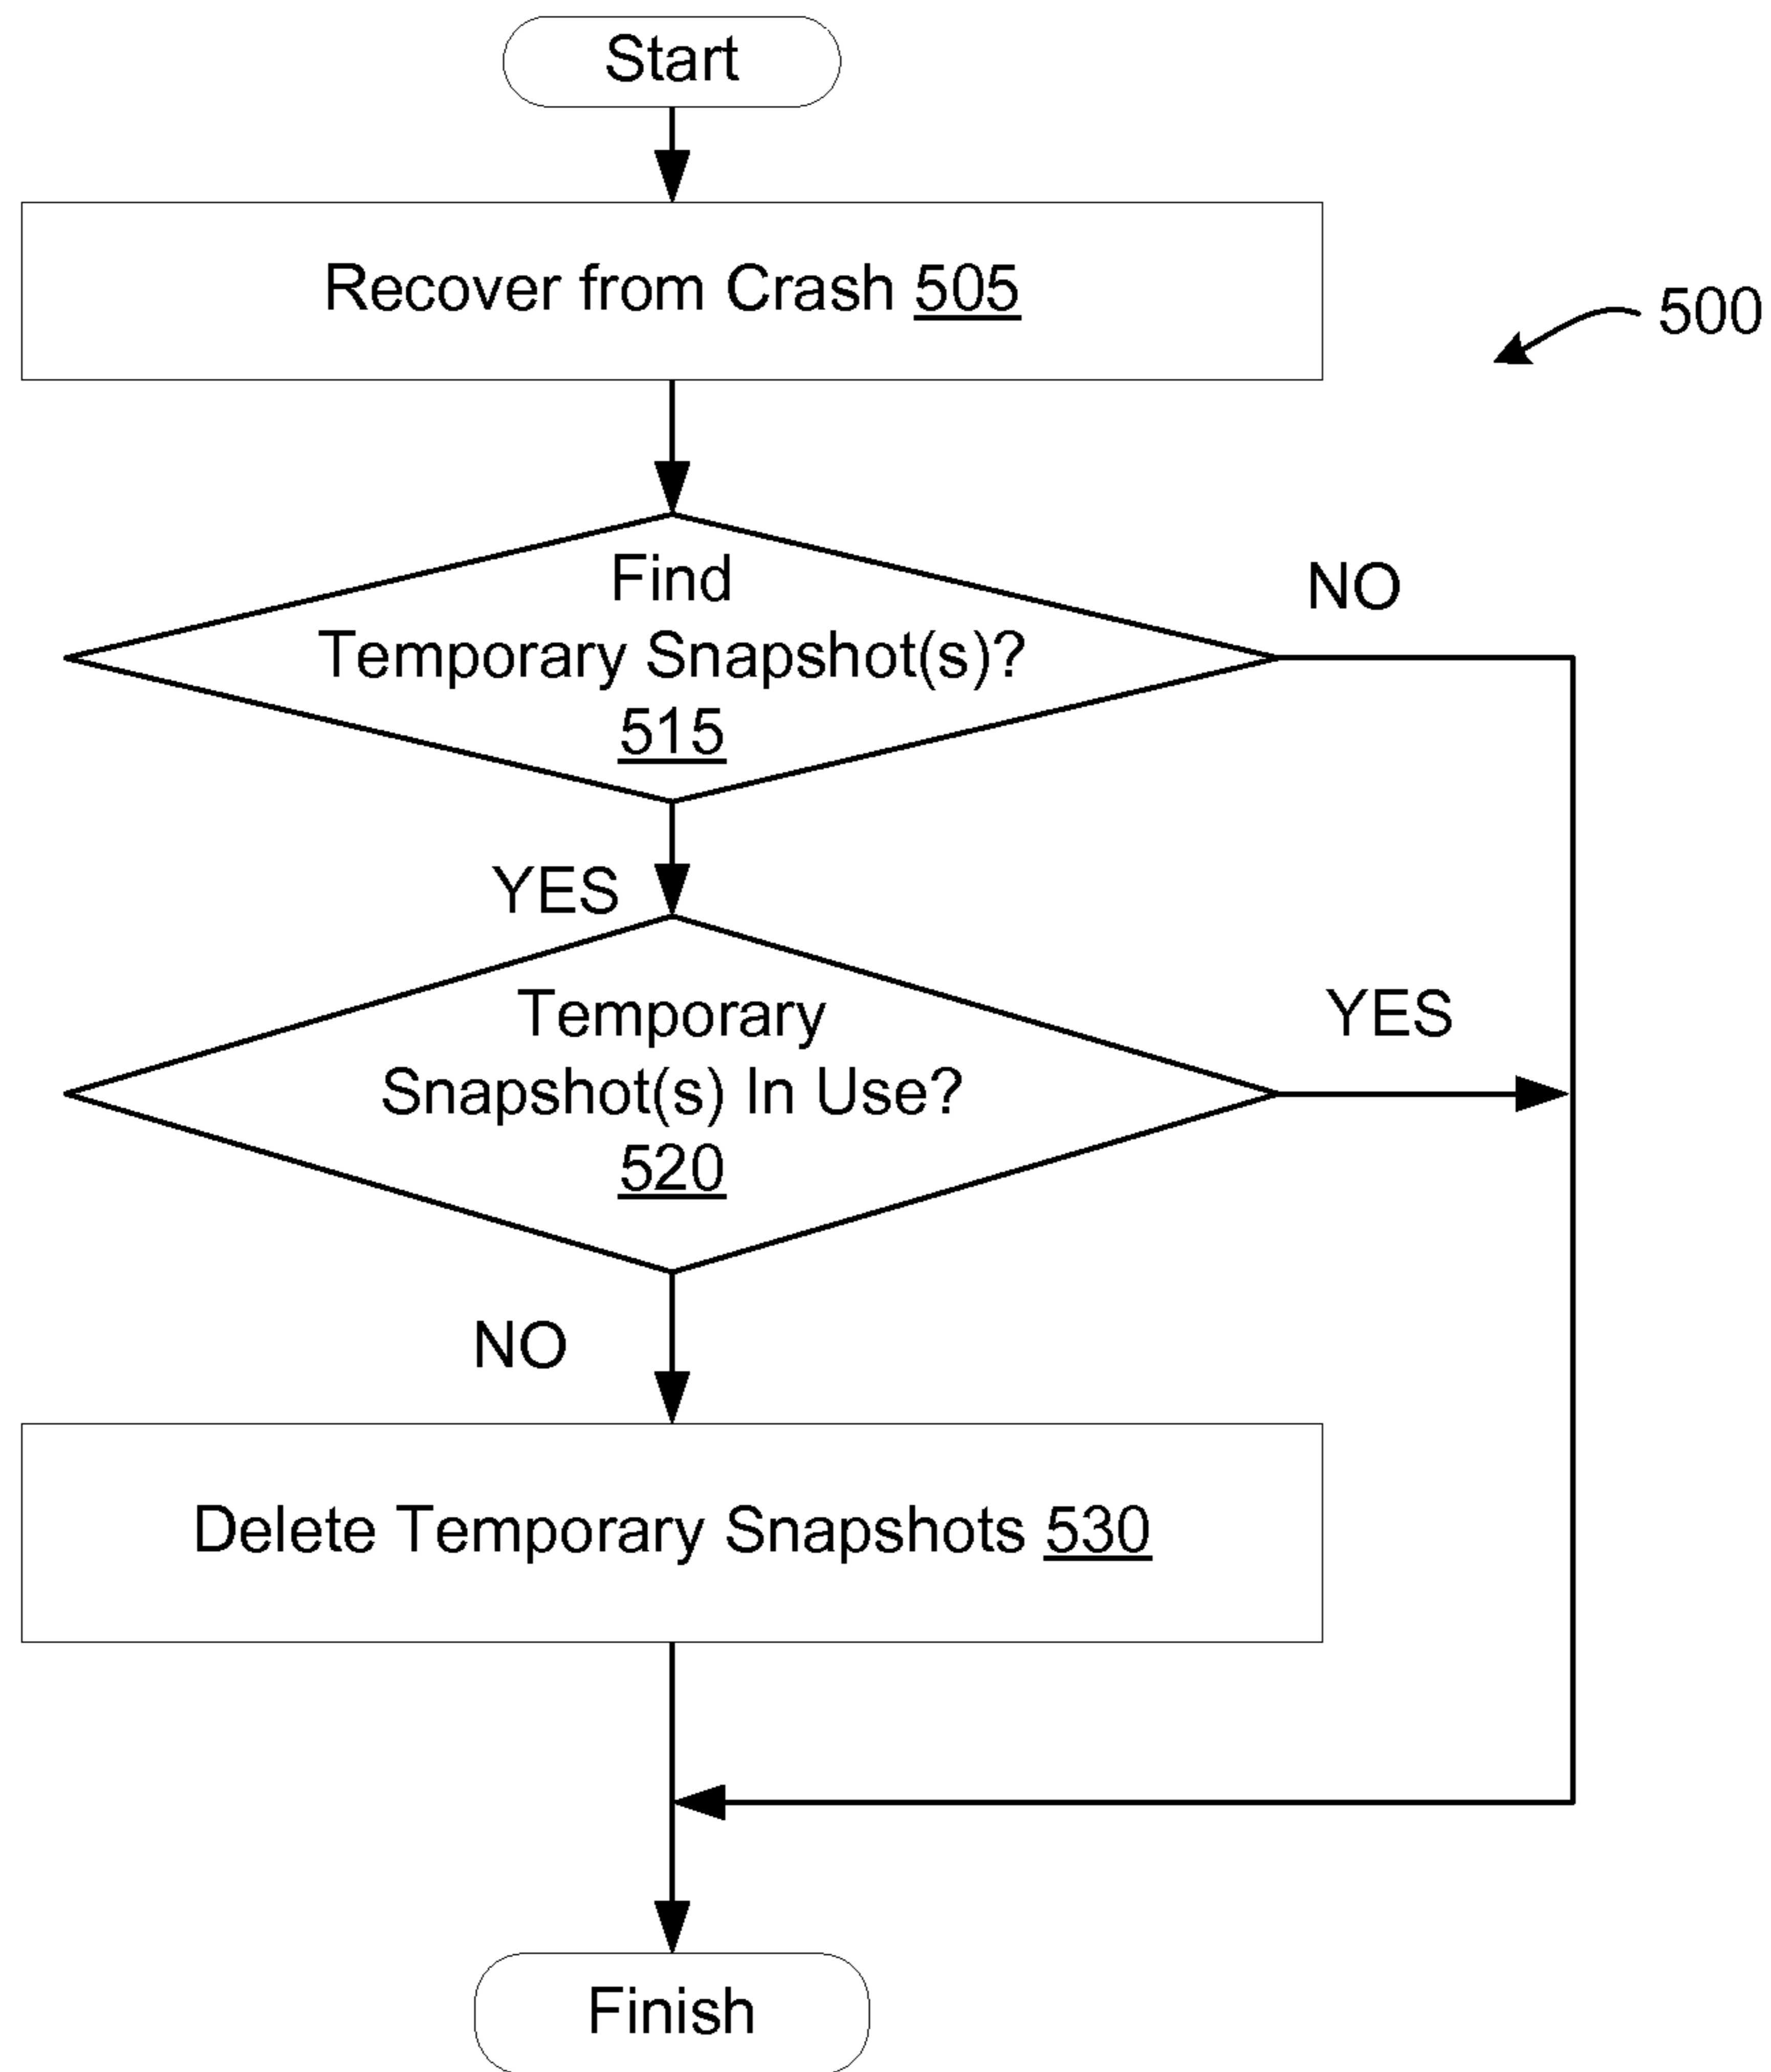 Start
Recover from Crash 505
500
Find
Temporary Snapshot(s)?
515
NO
YES
Temporary
Snapshot(s) In Use?
520
YES
NO
Delete Temporary Snapshots 530
Finish